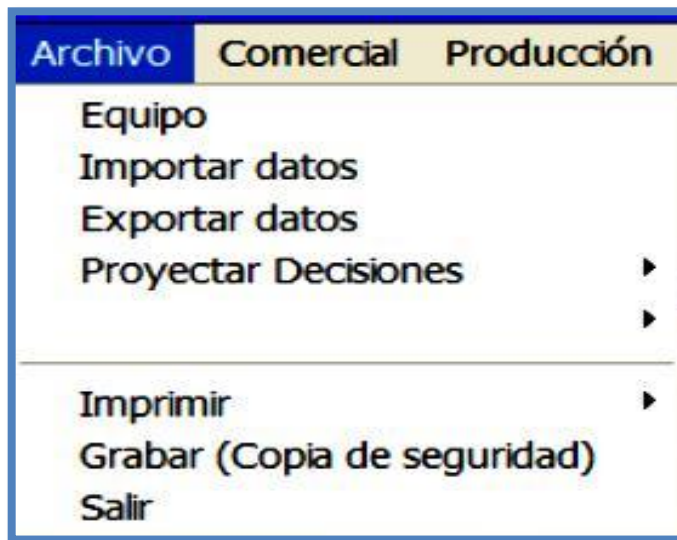 Archivo Comercial Producción
Equipo
Importar datos
Exportar datos
Proyectar Decisiones
Imprimir
Grabar (Copia de seguridad)
Salir